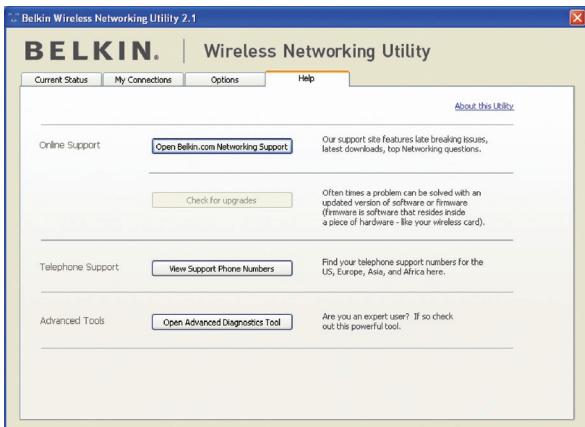 Belkin Wireless Networking Utility 2.1
BELKIN. | Wireless Networking Utility
Current Status My Connections Options Help
About this Utility
Online Support
Open Belkin.com Networking Support
Our support site features late breaking issues,
latest downloads, top Networking questions.
Check for upgrades
Often times a problem can be solved with an
updated version of software or firmware
(firmware is software that resides inside
a piece of hardware - like your wireless card).
Telephone Support
View Support Phone Numbers
Find your telephone support numbers for the
US, Europe, Asia, and Africa here.
Advanced Tools
Open Advanced Diagnostics Tool
Are you an expert user? If so check
out this powerful tool.